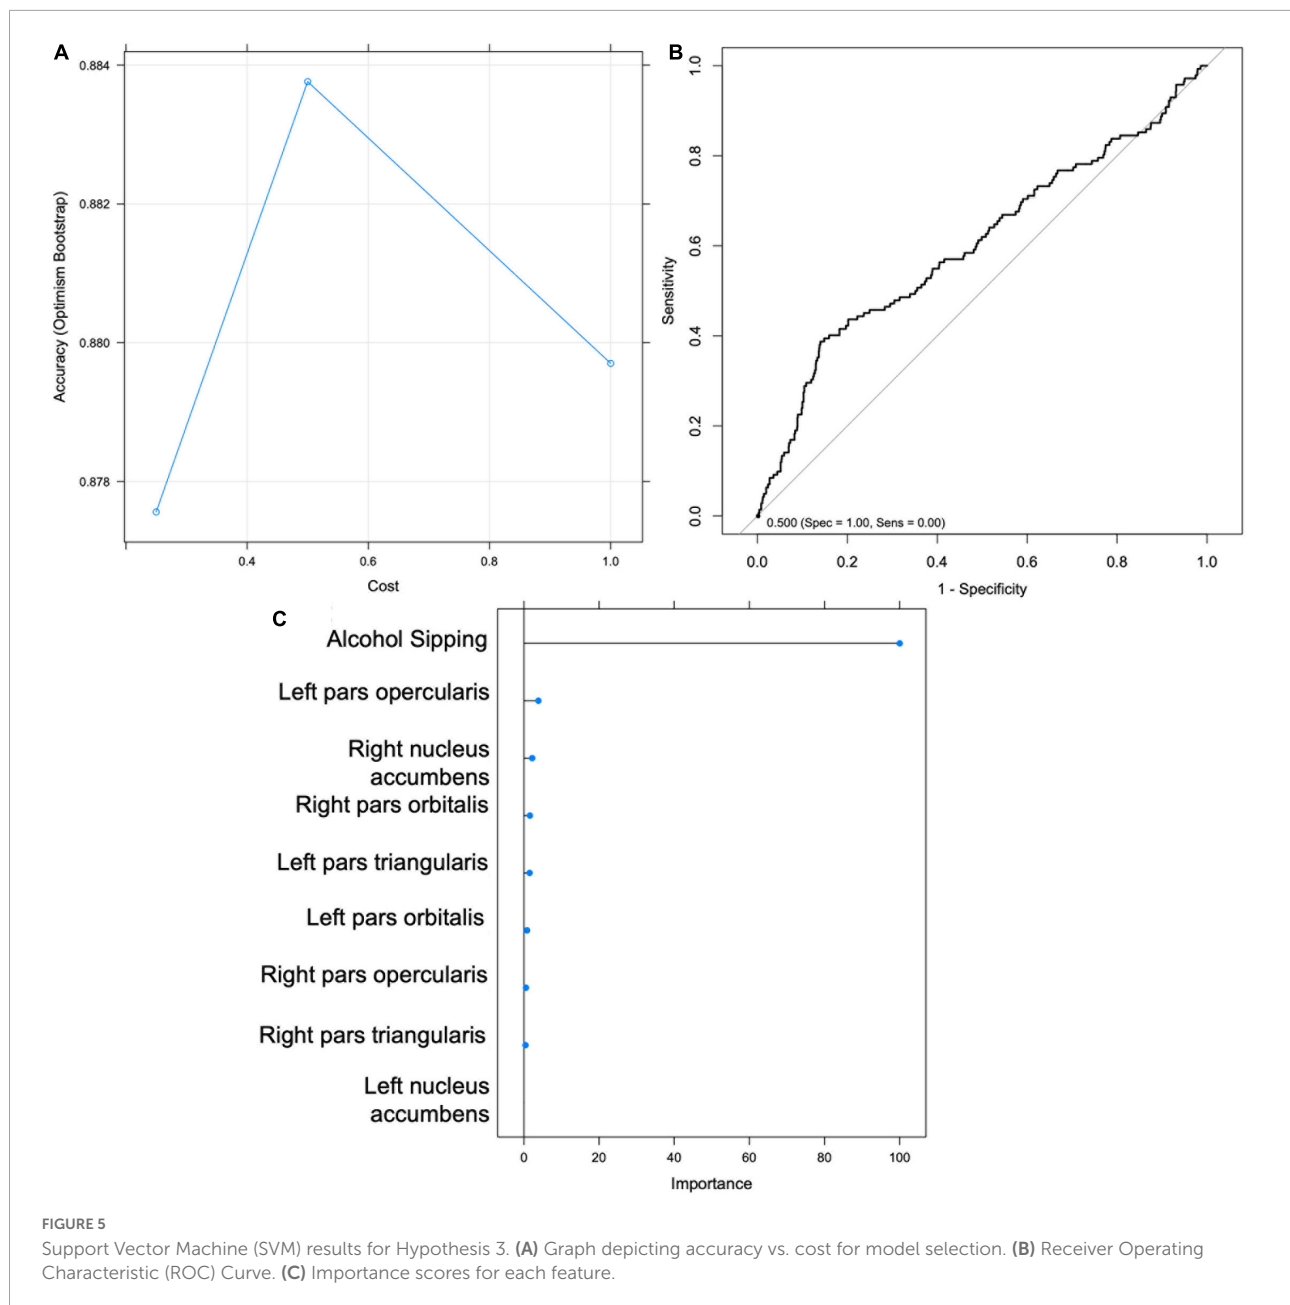 A
0.884
0.882
0.880
0.878
Accuracy (Optimism Bootstrap)
0.4 0.6 0.8 1.0
Cost
B
1.0
0.8
0.6
0.4
0.2
0.0
Sensitivity
0.500 (Spec = 1.00, Sens = 0.00)
0.0 0.2 0.4 0.6 0.8 1.0
1 - Specificity
C
Alcohol Sipping
Left pars opercularis
Right nucleus
accumbens
Right pars orbitalis
Left pars triangularis
Left pars orbitalis
Right pars opercularis
Right pars triangularis
Left nucleus
accumbens
0 20 40 60 80 100
Importance
FIGURE 5
Support Vector Machine (SVM) results for Hypothesis 3. (A) Graph depicting accuracy vs. cost for model selection. (B) Receiver Operating
Characteristic (ROC) Curve. (C) Importance scores for each feature.